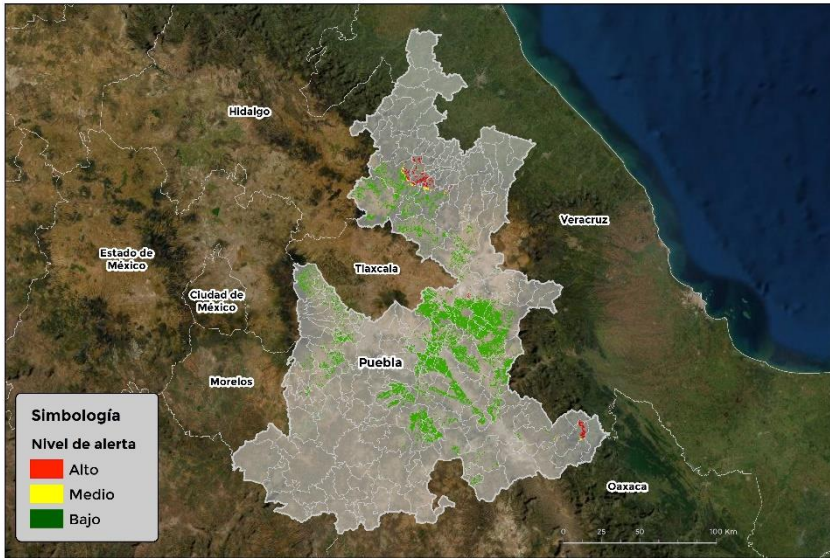 Hidalgo
Veracruz
Estado de
México
Tlaxcala
Ciudad de
México
Puebla
Morelos
Simbología
Nivel de alerta
Alto
Medio
Bajo
Oaxaca
0 25 50 100 Km